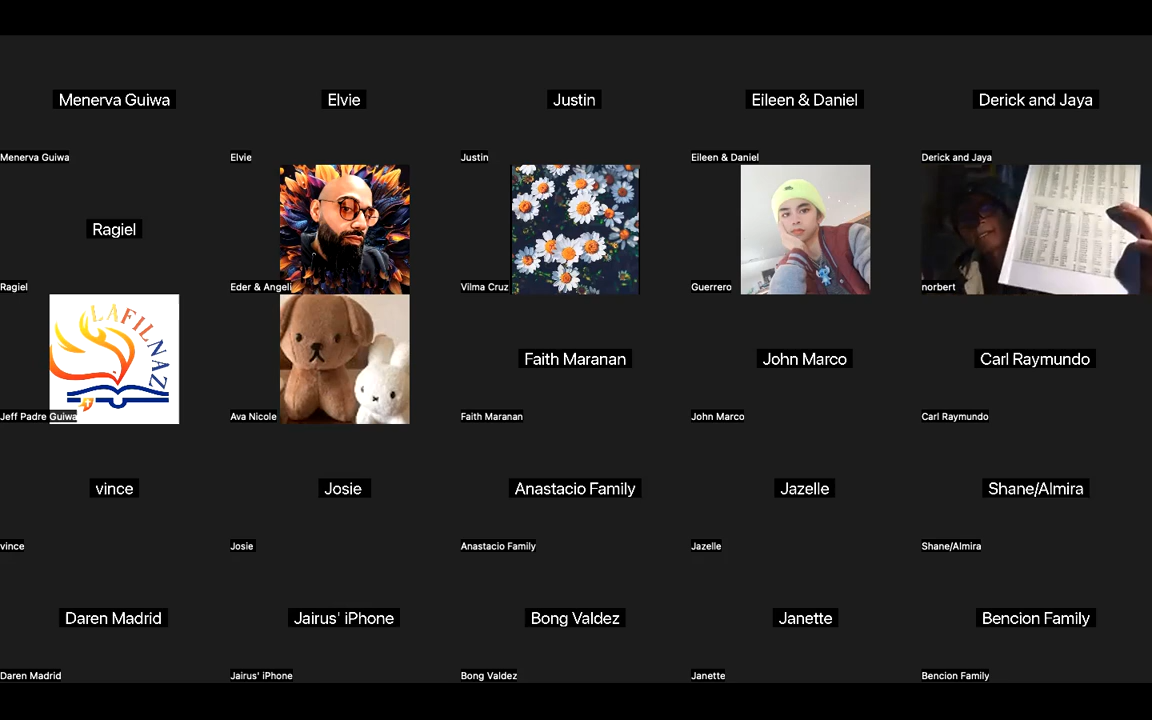 Menerva Guiwa
Elvie
Justin
Eileen & Daniel
Derick and Jaya
Menerva Guiwa
Elvie
Justin
Eileen & Daniel
Derick and Jaya
Ragiel
Ragiel
Eder & Angeli
Vilma Cruz
Guerrero
norbert
LAFILNAZ
Faith Maranan
John Marco
Carl Raymundo
Jeff Padre Guiwa
Ava Nicole
Faith Maranan
John Marco
Carl Raymundo
vince
Josie
Anastacio Family
Jazelle
Shane/Almira
vince
Josie
Anastacio Family
Jazelle
Shane/Almira
Daren Madrid
Jairus' iPhone
Bong Valdez
Janette
Bencion Family
Daren Madrid
Jairus' iPhone
Bong Valdez
Janette
Bencion Family